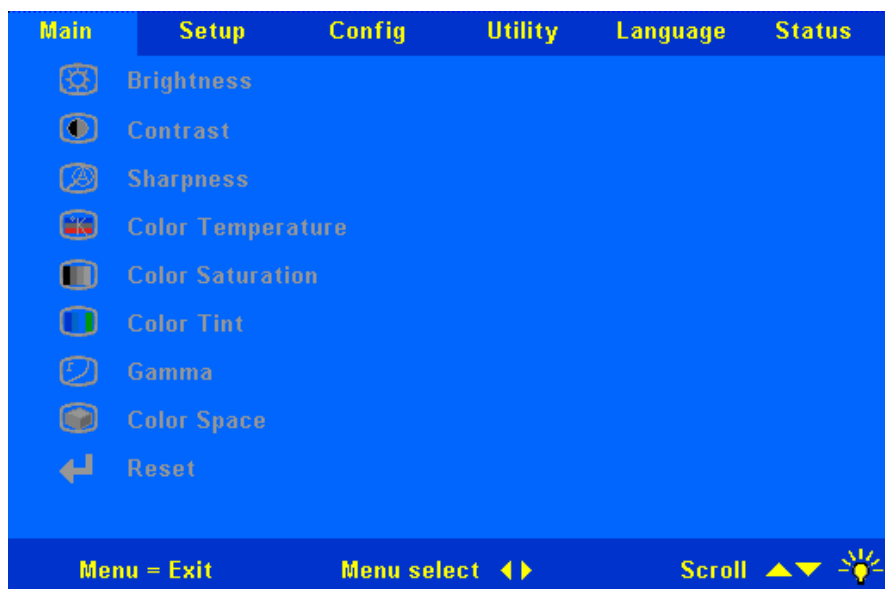 Main Setup Config Utility Language Status
Brightness
Contrast
Sharpness
Color Temperature
Color Saturation
Color Tint
Gamma
Color Space
Reset
Menu = Exit Menu select Scroll